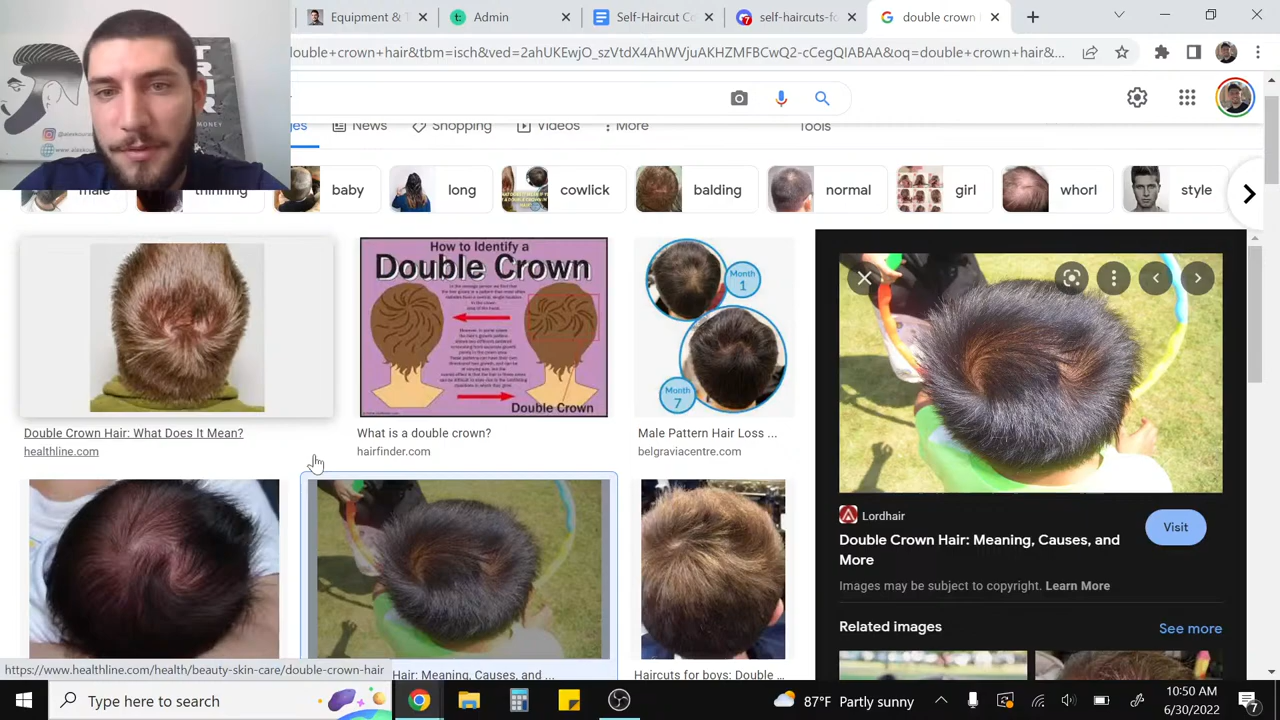 Equipment & T
Admin
Self-Haircut Co
self-haircuts-fo
double crown
ouble+crown+hair&tbm=isch&ved=2ahUKEwjO_szVtdX4AhWVjuAKHZMFBCwQ2-cCegQIABAA&oq=double+crown+hair&...
ges
News
Shopping
Videos
More
Tools
male
thinning
baby
long
cowlick
balding
normal
girl
whorl
style
MONEY
How to Identify a
Double Crown
Double Crown
Month
1
Month
7
Double Crown Hair: What Does It Mean?
healthline.com
What is a double crown?
hairfinder.com
Male Pattern Hair Loss ...
belgraviacentre.com
Lordhair
Visit
Double Crown Hair: Meaning, Causes, and
More
Images may be subject to copyright. Learn More
Related images
See more
Hair: Meaning, Causes, and ...
Haircuts for boys: Double ...
https://www.healthline.com/health/beauty-skin-care/double-crown-hair
Type here to search
87°F Partly sunny
10:50 AM
6/30/2022
7